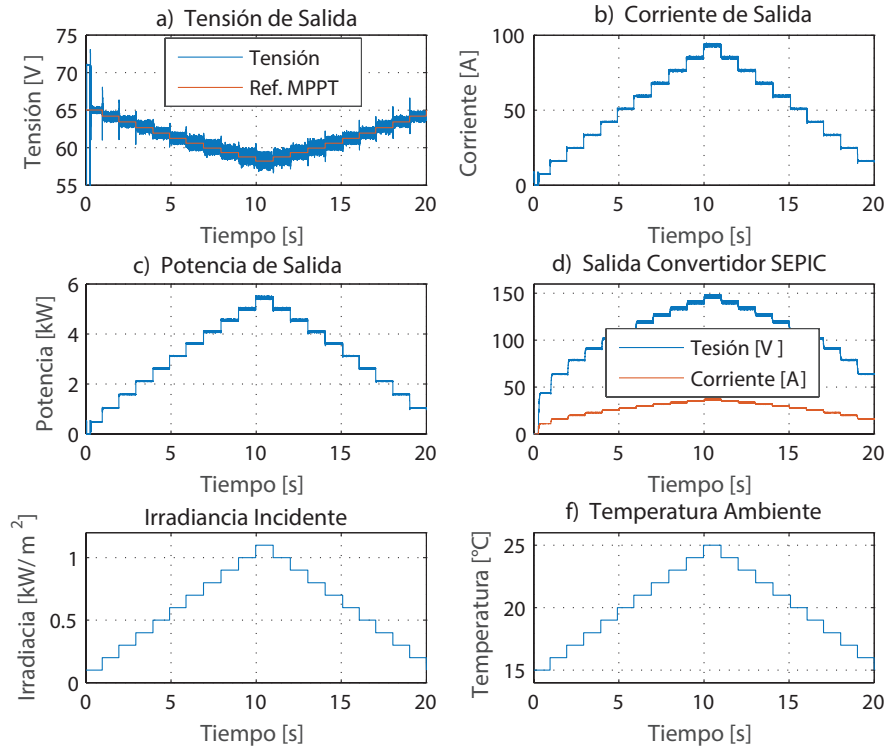 a) Tensión de Salida
Tensión [V ]
75
70
65
60
55
Tensión
Ref. MPPT
0
5
10
15
20
Tiempo [s]
b) Corriente de Salida
Corriente [A]
100
50
0
0
5
10
15
20
Tiempo [s]
c) Potencia de Salida
Potencia [kW]
6
4
2
0
0
5
10
15
20
Tiempo [s]
d) Salida Convertidor SEPIC
150
100
50
0
Tesión [V ]
Corriente [A]
0
5
10
15
20
Tiempo [s]
Irradiancia Incidente
Irradiacia [kW/ m 2]
1
0.5
0
0
5
10
15
20
Tiempo [s]
f) Temperatura Ambiente
Temperatura [°C]
25
20
15
0
5
10
15
20
Tiempo [s]